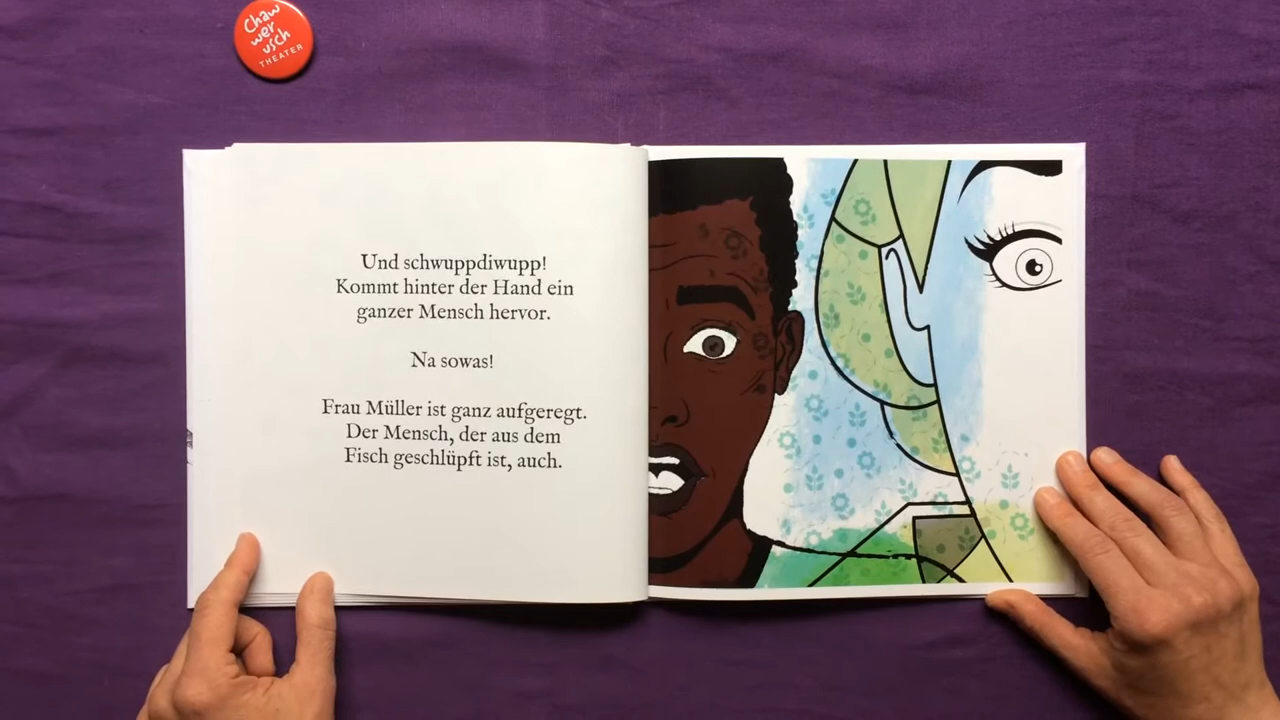 Chaw
wer
usch
THEATER
Und schwuppdiwupp!
Kommt hinter der Hand ein
ganzer Mensch hervor.
Na sowas!
Frau Müller ist ganz aufgeregt.
Der Mensch, der aus dem
Fisch geschlüpft ist, auch.